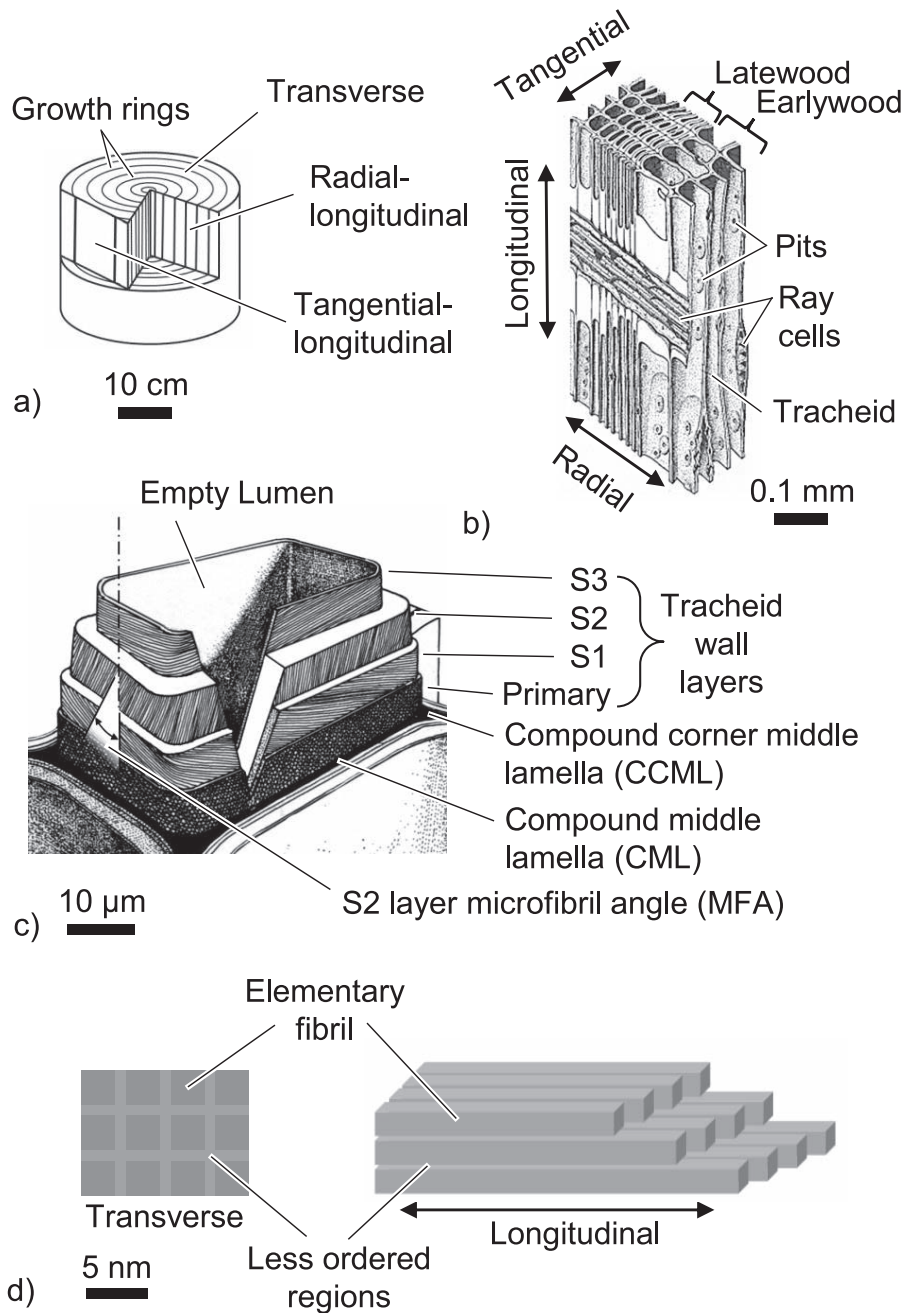 Growth rings
Transverse
Radial-
longitudinal
Tangential-
longitudinal
10 cm
a)
Tangential
Latewood
Earlywood
Longitudinal
Pits
Ray
cells
Tracheid
Radial
0.1 mm
b)
Empty Lumen
S3
S2
S1
Primary
Tracheid
wall
layers
Compound corner middle
lamella (CCML)
Compound middle
lamella (CML)
S2 layer microfibril angle (MFA)
10 µm
c)
Elementary
fibril
Transverse
Longitudinal
Less ordered
regions
5 nm
d)